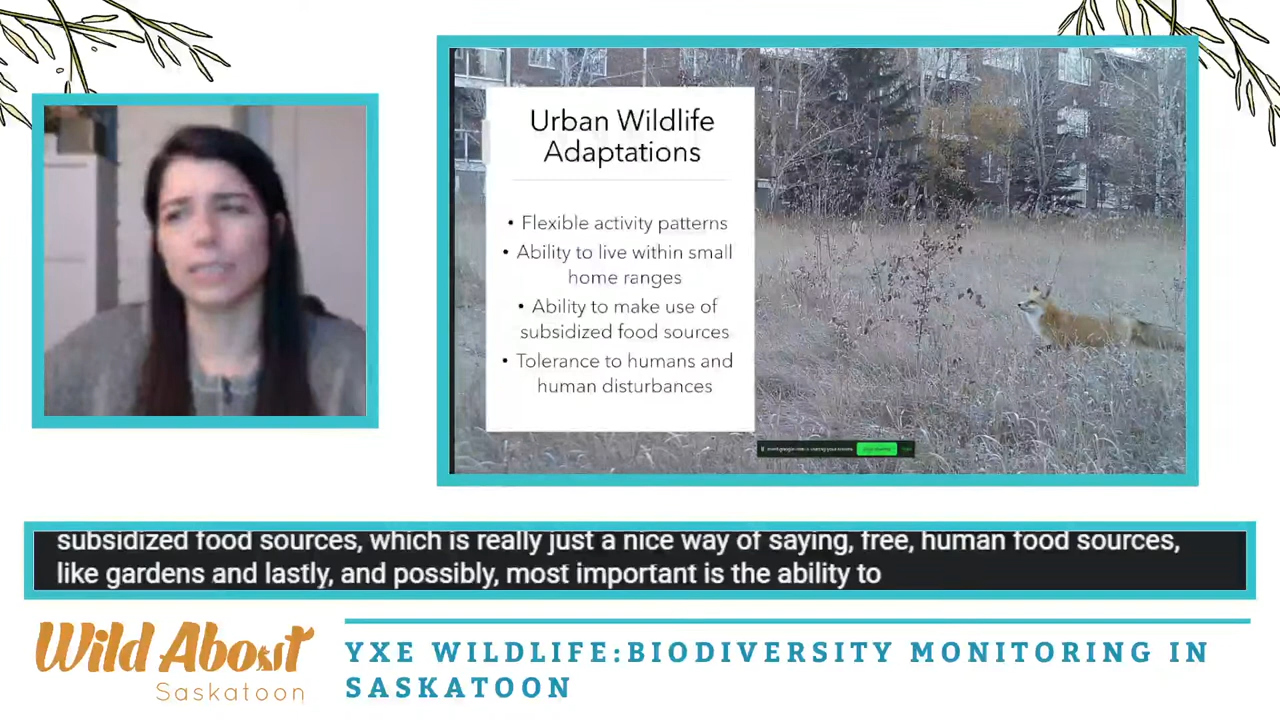 Urban Wildlife
Adaptations
• Flexible activity patterns
• Ability to live within small
home ranges
• Ability to make use of
subsidized food sources
• Tolerance to humans and
human disturbances
subsidized food sources, which is really just a nice way of saying, free, human food sources,
like gardens and lastly, and possibly, most important is the ability to
Wild About
Saskatoon
YXE WILDLIFE:BIODIVERSITY MONITORING IN
SASKATOON